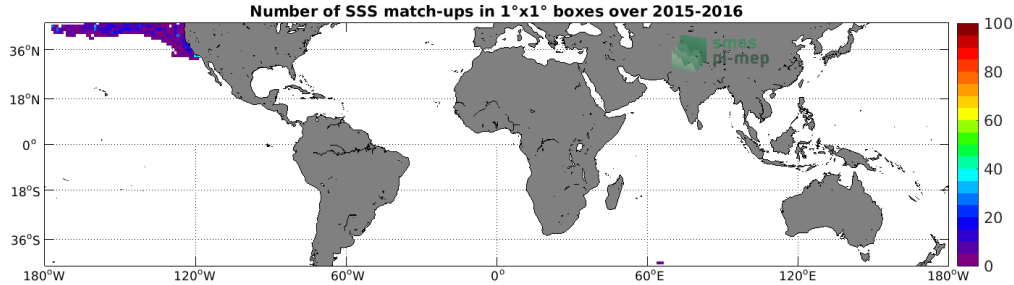 Number of SSS match-ups in 1°x1° boxes over 2015-2016
smos
pi-mep
36°N
18°N
0°
18°S
36°S
180°W
120°W
60°W
0°
60°E
120°E
180°W
100
80
60
40
20
0